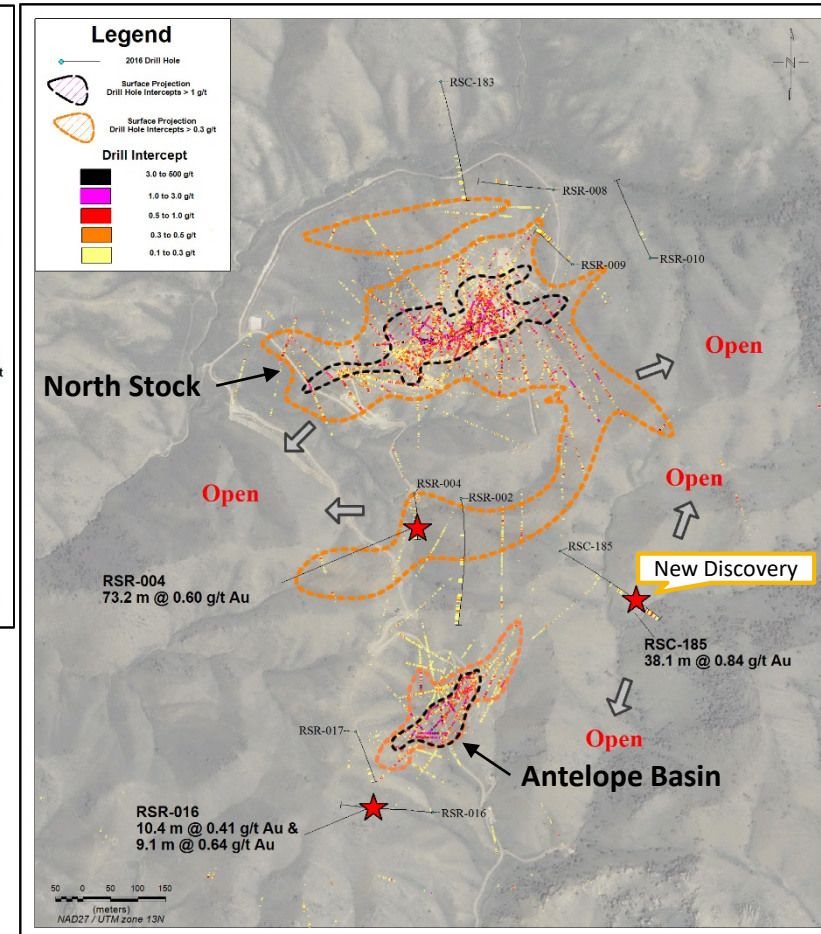 Legend
2016 Drill Hole
Surface Projection
Drill Hole Intercepts > 1 g/t
Surface Projection
Drill Hole Intercepts > 0.3 g/t
Drill Intercept
3.0 to 500 g/t
1.0 to 3.0 g/t
0.5 to 1.0 g/t
0.3 to 0.5 g/t
0.1 to 0.3 g/t
N
RSC-183
RSR-008
RSR-009
RSR-010
t
Open
North Stock
Open
Open
RSR-004
RSR-002
RSC-185
New Discovery
RSR-004
73.2 m @ 0.60 g/t Au
RSC-185
38.1 m @ 0.84 g/t Au
RSR-017
Open
Antelope Basin
RSR-016
10.4 m @ 0.41 g/t Au &
9.1 m @ 0.64 g/t Au
RSR-016
50 0 50 100 150
(meters)
NAD27 / UTM zone 13N